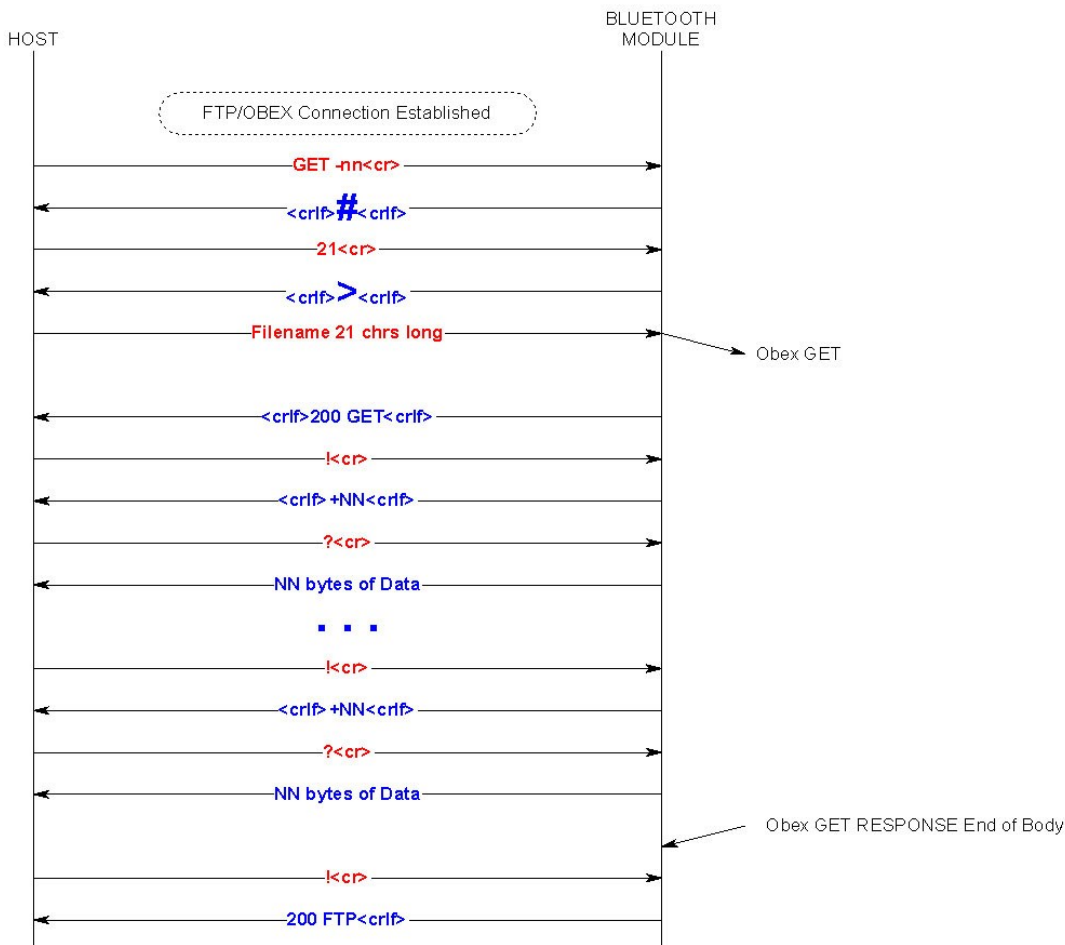 HOST
BLUETOOTH
MODULE
FTP/OBEX Connection Established
GET -nn<cr>
<crlf>#<crlf>
21<cr>
<crlf>><crlf>
Filename 21 chrs long
Obex GET
<crlf>200 GET<crlf>
!<cr>
<crlf>+NN<crlf>
?<cr>
NN bytes of Data
. . .
!<cr>
<crlf>+NN<crlf>
?<cr>
NN bytes of Data
Obex GET RESPONSE End of Body
!<cr>
200 FTP<crlf>